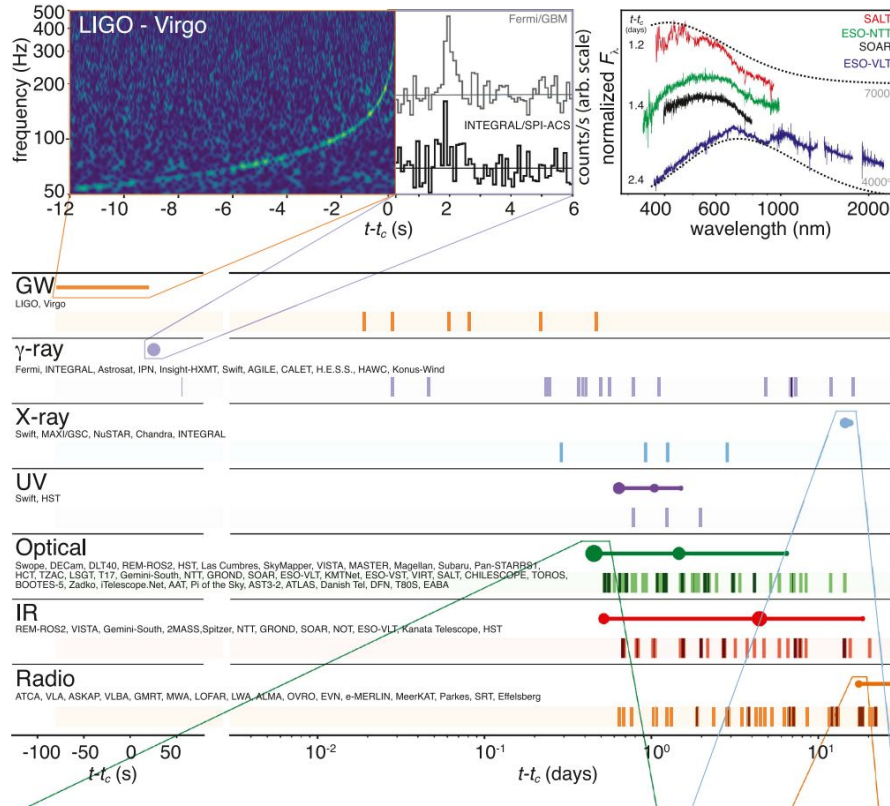 LIGO - Virgo
frequency (Hz)
500
400
300
200
100
50
-12 -10 -8 -6 -4 -2 0 2 4 6
t-tc (s)
Fermi/GBM
INTEGRAL/SPI-ACS
counts/s (arb. scale)
normalized Fλ
t-tc
(days)
1.2
1.4
2.4
SALT
ESO-NTT
SOAR
ESO-VLT
7000
4000
400 600 1000 2000
wavelength (nm)
GW
LIGO, Virgo
γ-ray
Fermi, INTEGRAL, Astrosat, IPN, Insight-HXMT, Swift, AGILE, CALET, H.E.S.S., HAWC, Konus-Wind
X-ray
Swift, MAXI/GSC, NuSTAR, Chandra, INTEGRAL
UV
Swift, HST
Optical
Swope, DECam, DLT40, REM-ROS2, HST, Las Cumbres, SkyMapper, VISTA, MASTER, Magellan, Subaru, Pan-STARRS1,
HCT, TZAC, LSGT, T17, Gemini-South, NTT, GROND, SOAR, ESO-VLT, KMTNet, ESO-VST, VIRT, SALT, CHILESCOPE, TOROS,
BOOTES-5, Zadko, iTelescope.Net, AAT, Pi of the Sky, AST3-2, ATLAS, Danish Tel, DFN, T80S, EABA
IR
REM-ROS2, VISTA, Gemini-South, 2MASS,Spitzer, NTT, GROND, SOAR, NOT, ESO-VLT, Kanata Telescope, HST
Radio
ATCA, VLA, ASKAP, VLBA, GMRT, MWA, LOFAR, LWA, ALMA, OVRO, EVN, e-MERLIN, MeerKAT, Parkes, SRT, Effelsberg
-100 -50 0 50 10⁻² 10⁻¹ 10⁰ 10¹
t-tc (s) t-tc (days)